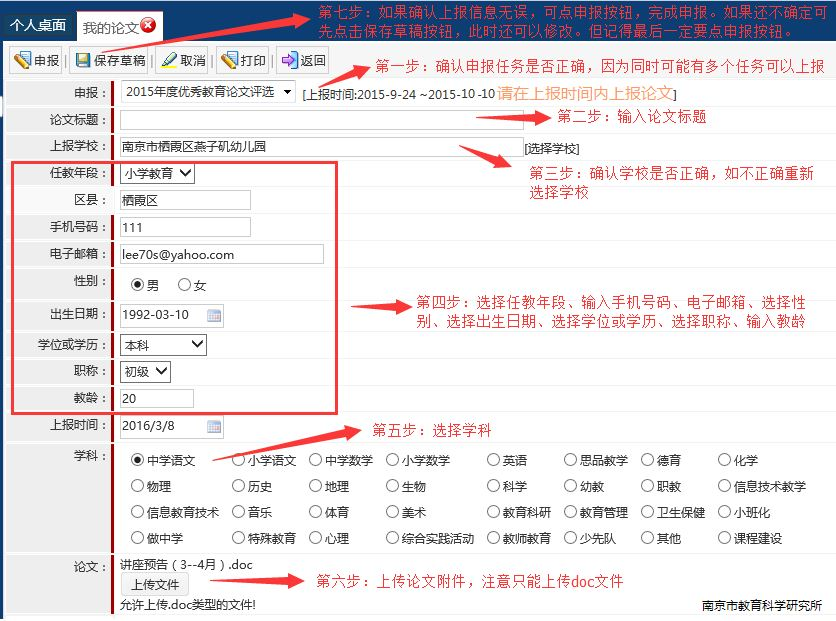 个人桌面 我的论文
第七步：如果确认上报信息无误，可点申报按钮，完成申报。如果还不确定可
先点击保存草稿按钮，此时还可以修改。但记得最后一定要点申报按钮。
申报 保存草稿 取消 打印 返回
第一步：确认申报任务是否正确，因为同时可能有多个任务可以上报
申报： 2015年度优秀教育论文评选 [上报时间:2015-9-24 ~2015-10 -10 请在上报时间内上报论文]
论文标题： 第二步：输入论文标题
上报学校： 南京市栖霞区燕子矶幼儿园 [选择学校]
第三步：确认学校是否正确，如不正确重新
选择学校
任教年段： 小学教育
区县： 栖霞区
手机号码： 111
电子邮箱： lee70s@yahoo.com
性别： 男 女
第四步：选择任教年段、输入手机号码、电子邮箱、选择性
别、选择出生日期、选择学位或学历、选择职称、输入教龄
出生日期： 1992-03-10
学位或学历： 本科
职称： 初级
教龄： 20
上报时间： 2016/3/8
第五步：选择学科
学科： 中学语文 小学语文 中学数学 小学数学 英语 思品教学 德育 化学
物理 历史 地理 生物 科学 幼教 职教 信息技术教学
信息教育技术 音乐 体育 美术 教育科研 教育管理 卫生保健 小班化
做中学 特殊教育 心理 综合实践活动 教师教育 少先队 其他 课程建设
论文： 讲座预告（3--4月）.doc
上传文件 第六步：上传论文附件，注意只能上传doc文件
允许上传.doc类型的文件!
南京市教育科学研究所